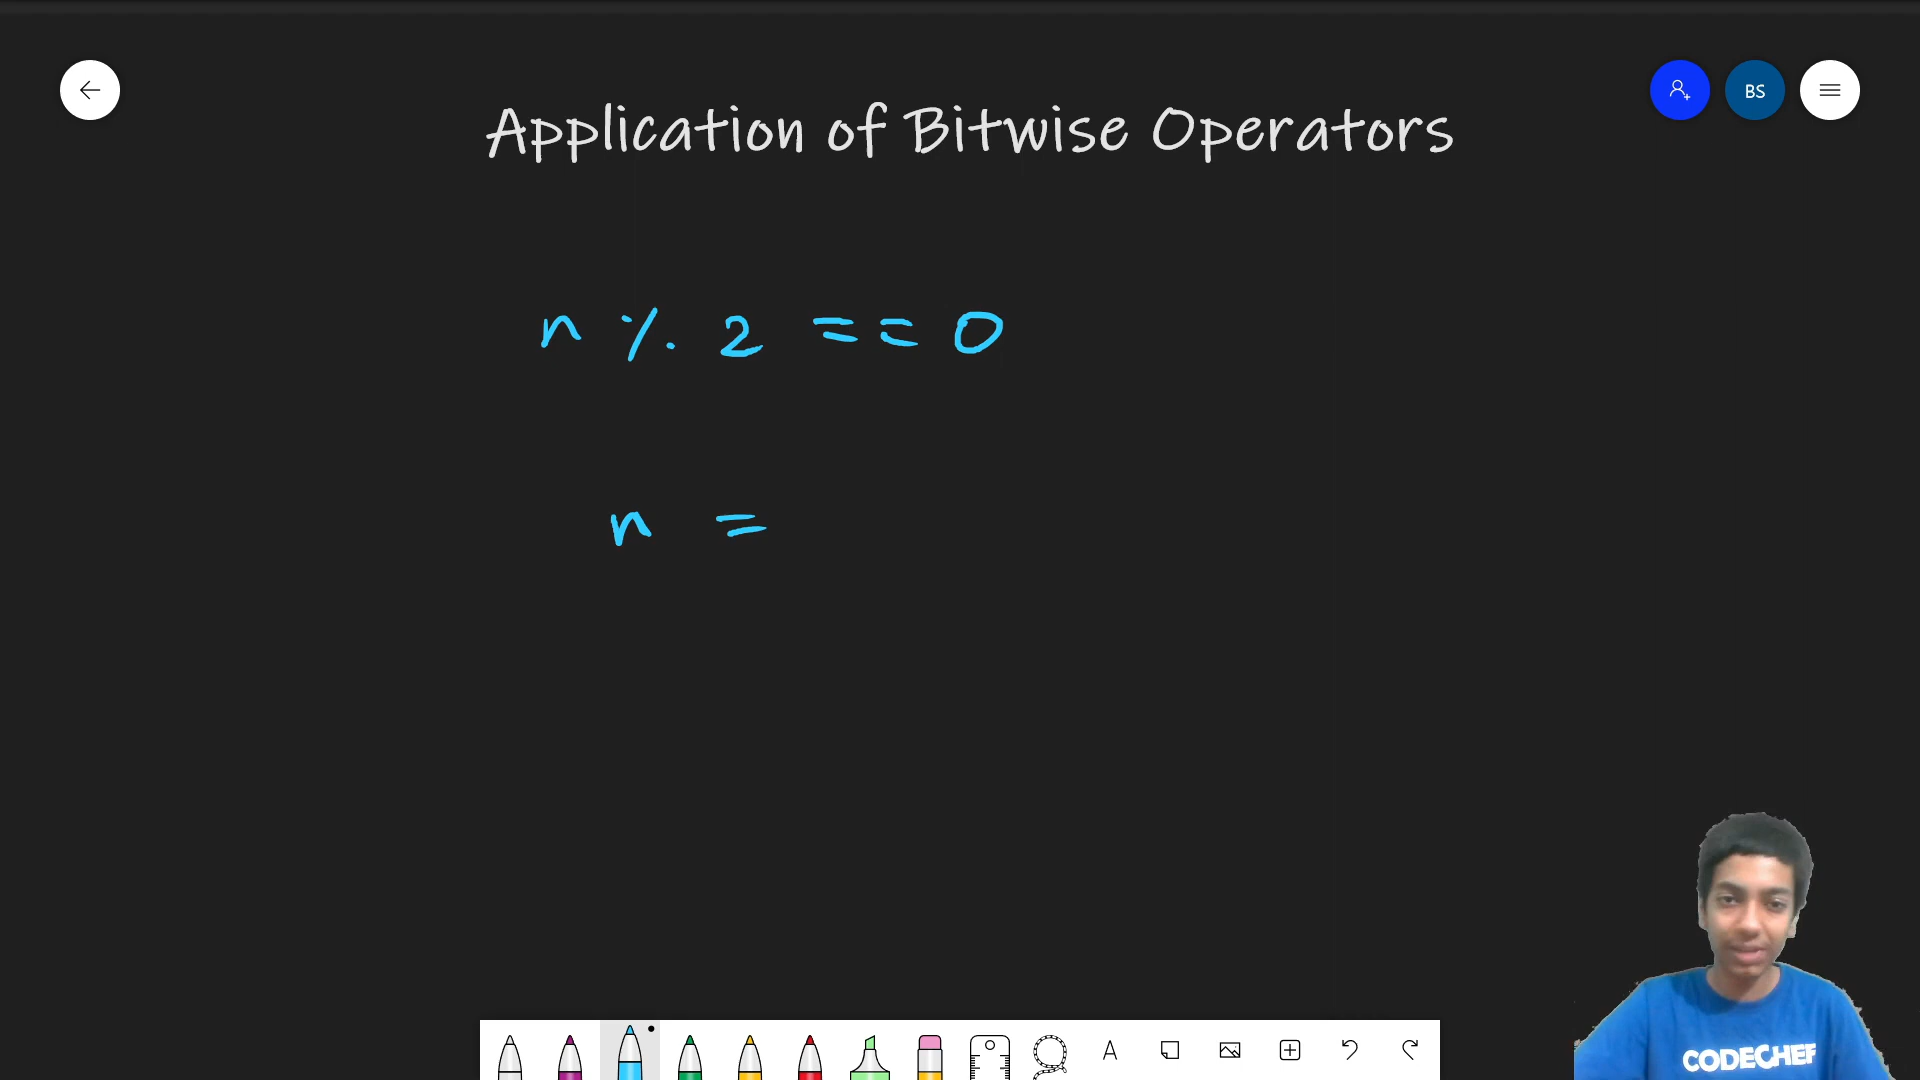 BS
Application of Bitwise Operators
n % 2 == 0
n =
A
CODECHEF